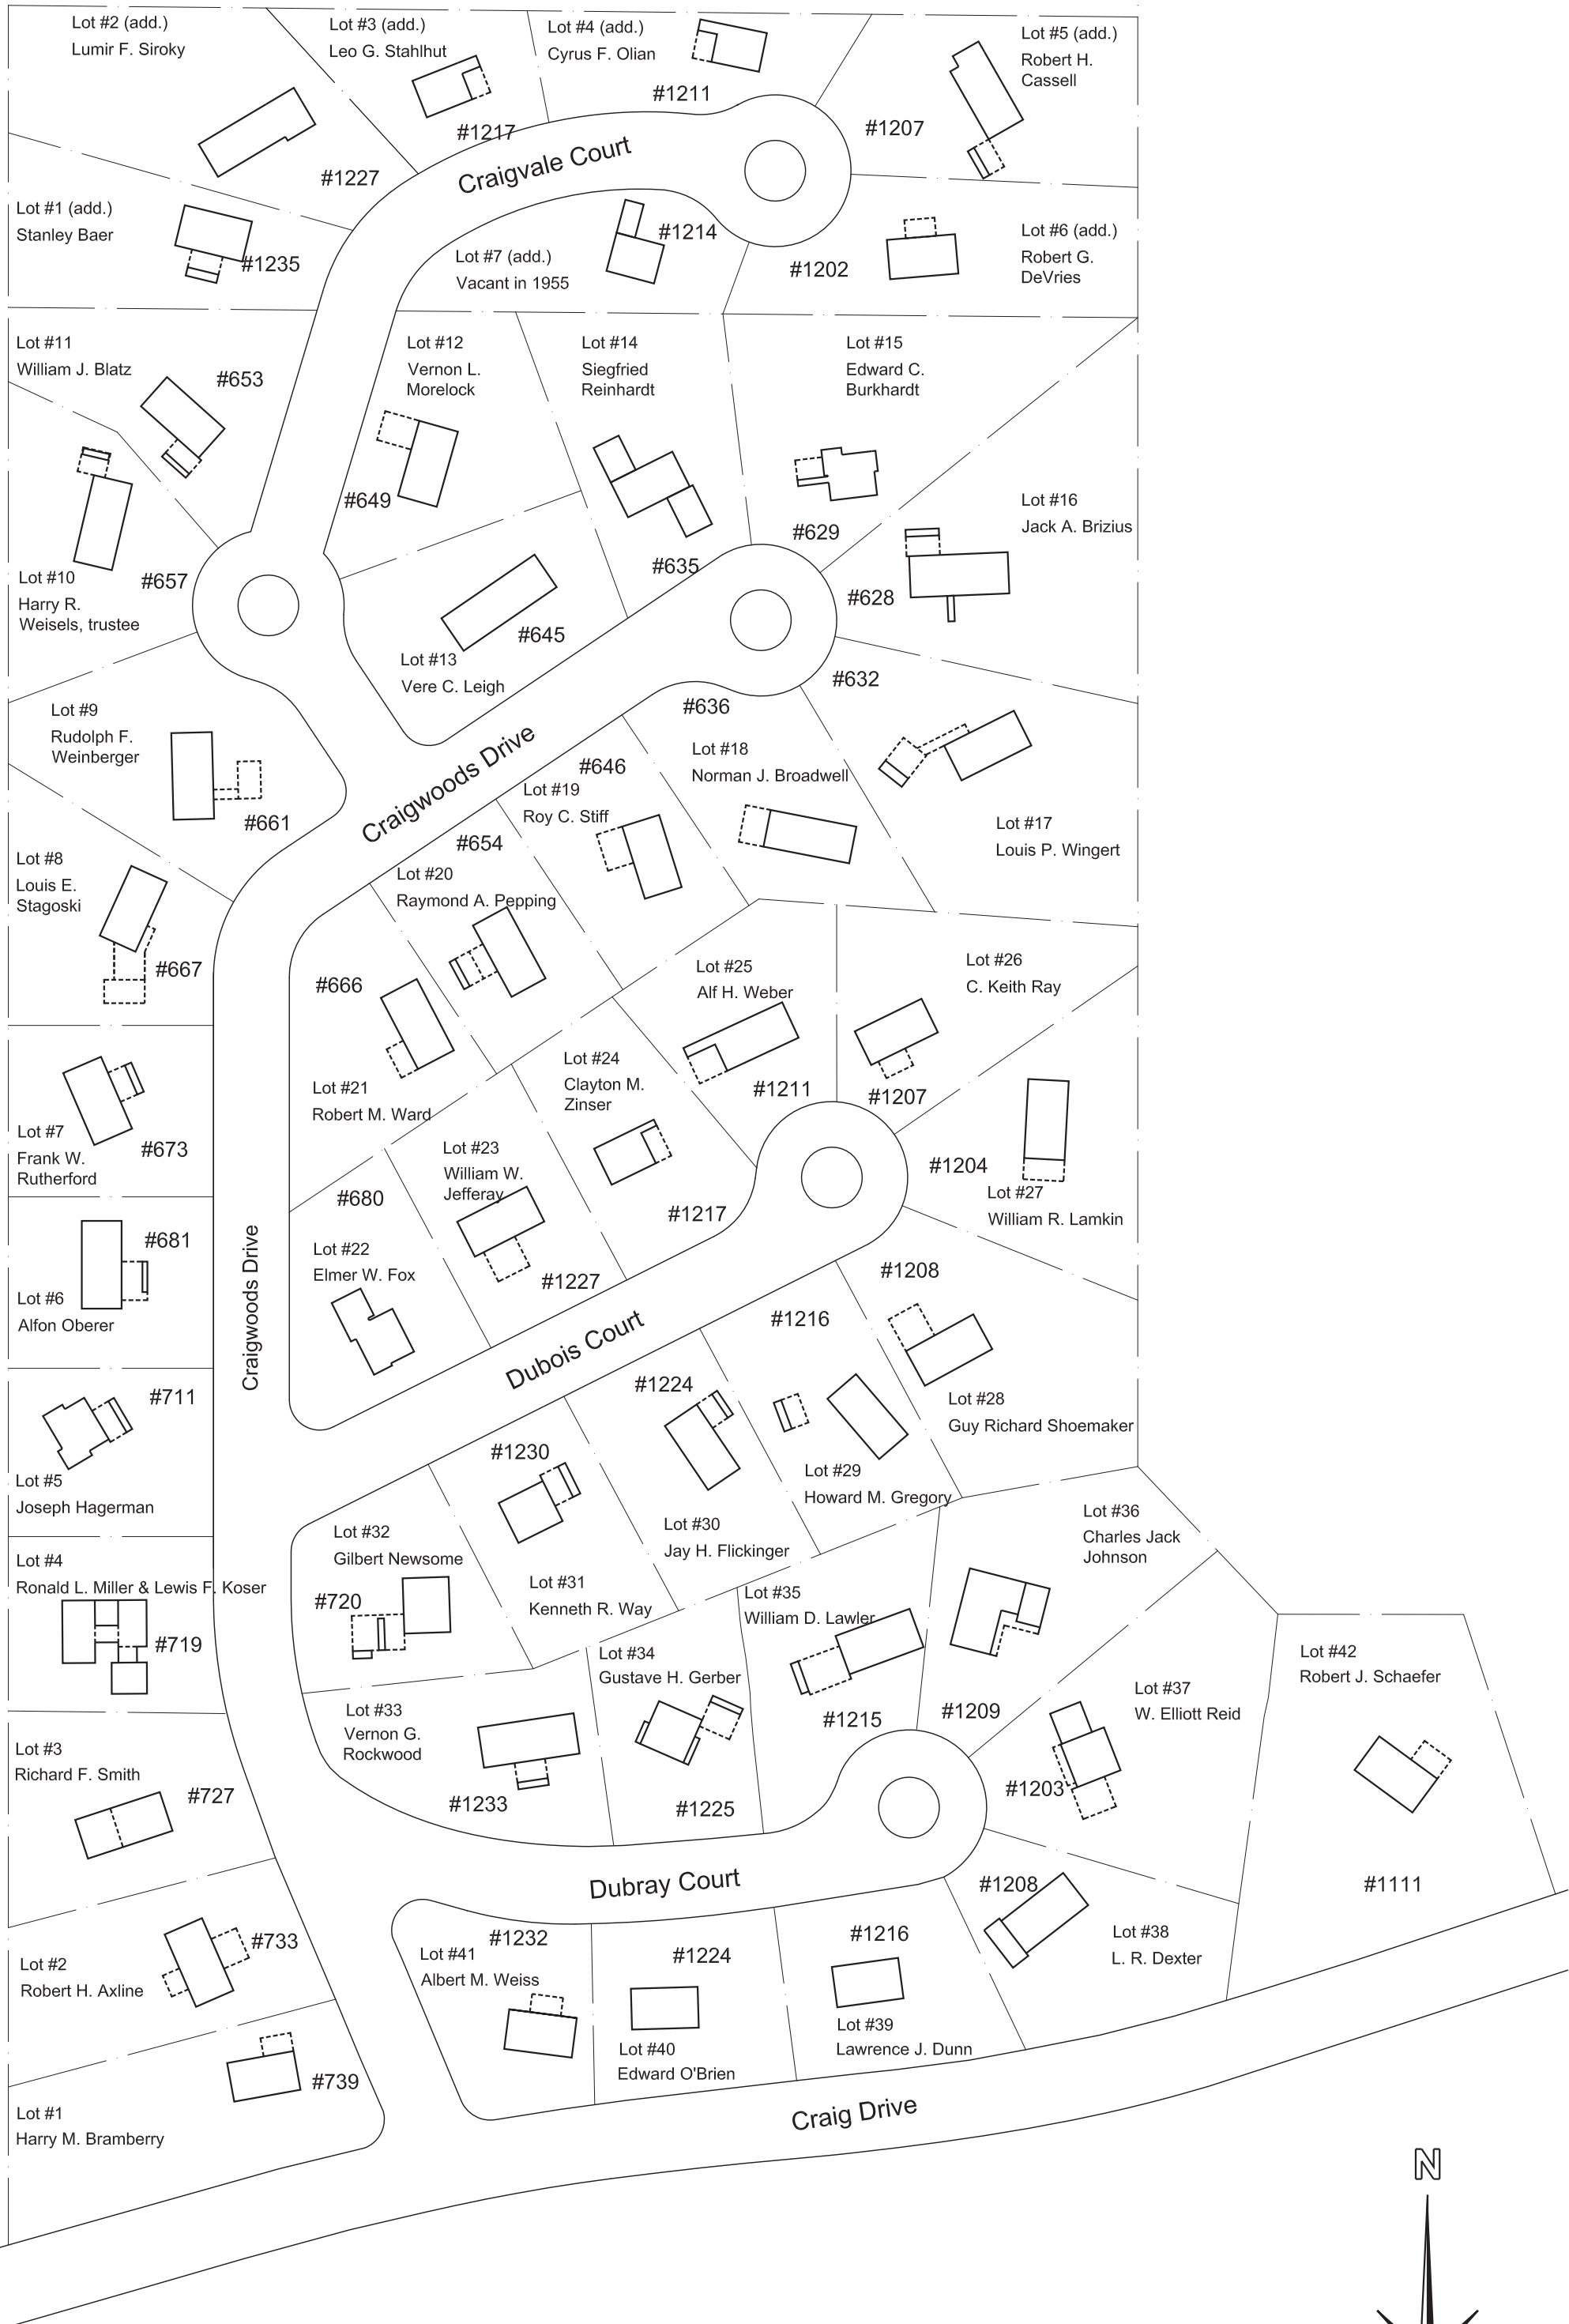 Lot #2 (add.)
Lumir F. Siroky
#1227
Lot #3 (add.)
Leo G. Stahlhut
#1217
Lot #4 (add.)
Cyrus F. Olian
#1211
Lot #5 (add.)
Robert H.
Cassell
#1207
Craigvale Court
Lot #1 (add.)
Stanley Baer
#1235
Lot #7 (add.)
Vacant in 1955
#1214
#1202
Lot #6 (add.)
Robert G.
DeVries
Lot #11
William J. Blatz
#653
Lot #12
Vernon L.
Morelock
#649
Lot #14
Siegfried
Reinhardt
#635
Lot #15
Edward C.
Burkhardt
#629
Lot #16
Jack A. Brizius
#628
Lot #10
Harry R.
Weisels, trustee
#657
Lot #13
Vere C. Leigh
#645
#632
Lot #17
Louis P. Wingert
#636
Lot #18
Norman J. Broadwell
Craigwoods Drive
Lot #9
Rudolph F.
Weinberger
#661
#646
Lot #19
Roy C. Stiff
#654
Lot #20
Raymond A. Pepping
Lot #8
Louis E.
Stagoski
#667
#666
Lot #21
Robert M. Ward
Lot #25
Alf H. Weber
#1211
Lot #26
C. Keith Ray
#1207
Lot #24
Clayton M.
Zinser
#1217
Lot #7
Frank W.
Rutherford
#673
Lot #23
William W.
Jefferay
#1227
#1204
Lot #27
William R. Lamkin
#680
Lot #22
Elmer W. Fox
#681
Lot #6
Alfon Oberer
Craigwoods Drive
Dubois Court
#1208
Lot #28
Guy Richard Shoemaker
#1216
Lot #29
Howard M. Gregory
#1224
Lot #30
Jay H. Flickinger
#711
Lot #5
Joseph Hagerman
#1230
Lot #31
Kenneth R. Way
Lot #32
Gilbert Newsome
#720
Lot #4
Ronald L. Miller & Lewis F. Koser
#719
Lot #36
Charles Jack
Johnson
#1209
Lot #35
William D. Lawler
#1215
Lot #34
Gustave H. Gerber
#1225
Lot #33
Vernon G.
Rockwood
#1233
Lot #37
W. Elliott Reid
#1203
Lot #42
Robert J. Schaefer
#1111
Lot #3
Richard F. Smith
#727
Dubray Court
#1208
Lot #38
L. R. Dexter
#1216
Lot #39
Lawrence J. Dunn
#1224
Lot #40
Edward O'Brien
#1232
Lot #41
Albert M. Weiss
#733
Lot #2
Robert H. Axline
#739
Lot #1
Harry M. Bramberry
Craig Drive
N